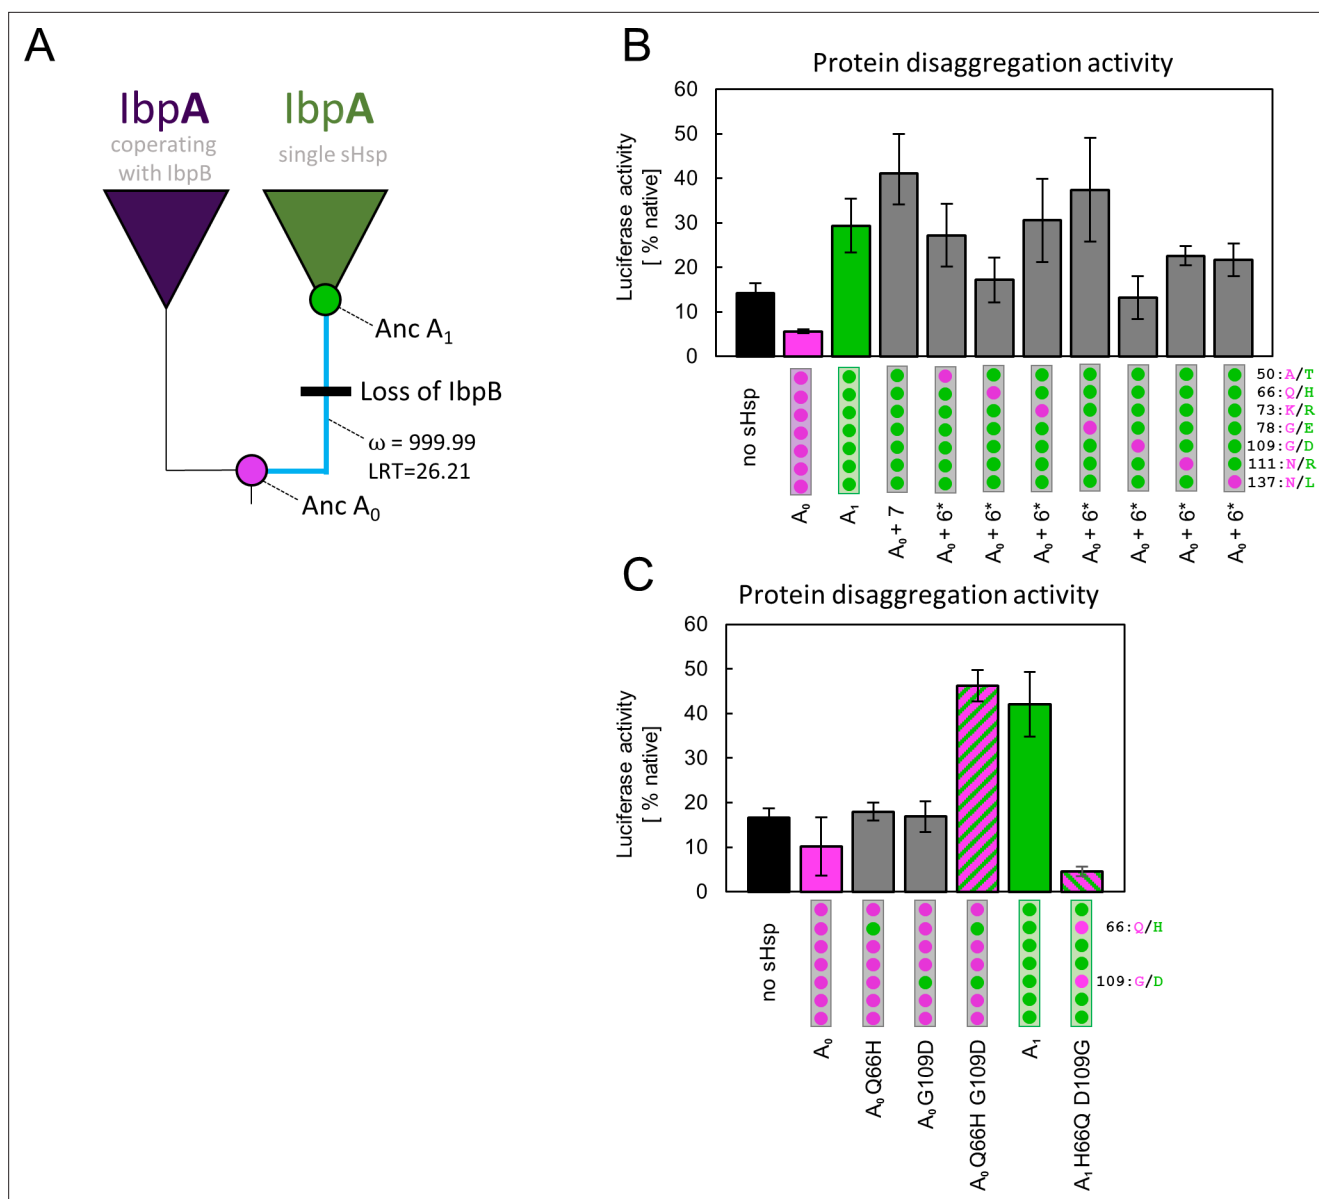 A
IbpA
coperating
with IbpB
IbpA
single sHsp
Anc A₁
Loss of IbpB
ω = 999.99
LRT=26.21
Anc A₀
B
Protein disaggregation activity
Luciferase activity
[ % native]
60
50
40
30
20
10
0
50:A/T
66:Q/H
73:K/R
78:G/E
109:G/D
111:N/R
137:N/L
no sHsp
A₀
A₁
A₀ + 7
A₀ + 6*
A₀ + 6*
A₀ + 6*
A₀ + 6*
A₀ + 6*
A₀ + 6*
A₀ + 6*
C
Protein disaggregation activity
Luciferase activity
[ % native]
60
50
40
30
20
10
0
66:Q/H
109:G/D
no sHsp
A₀
A₀ Q66H
A₀ G109D
A₀ Q66H G109D
A₁
A₁ H66Q D109G